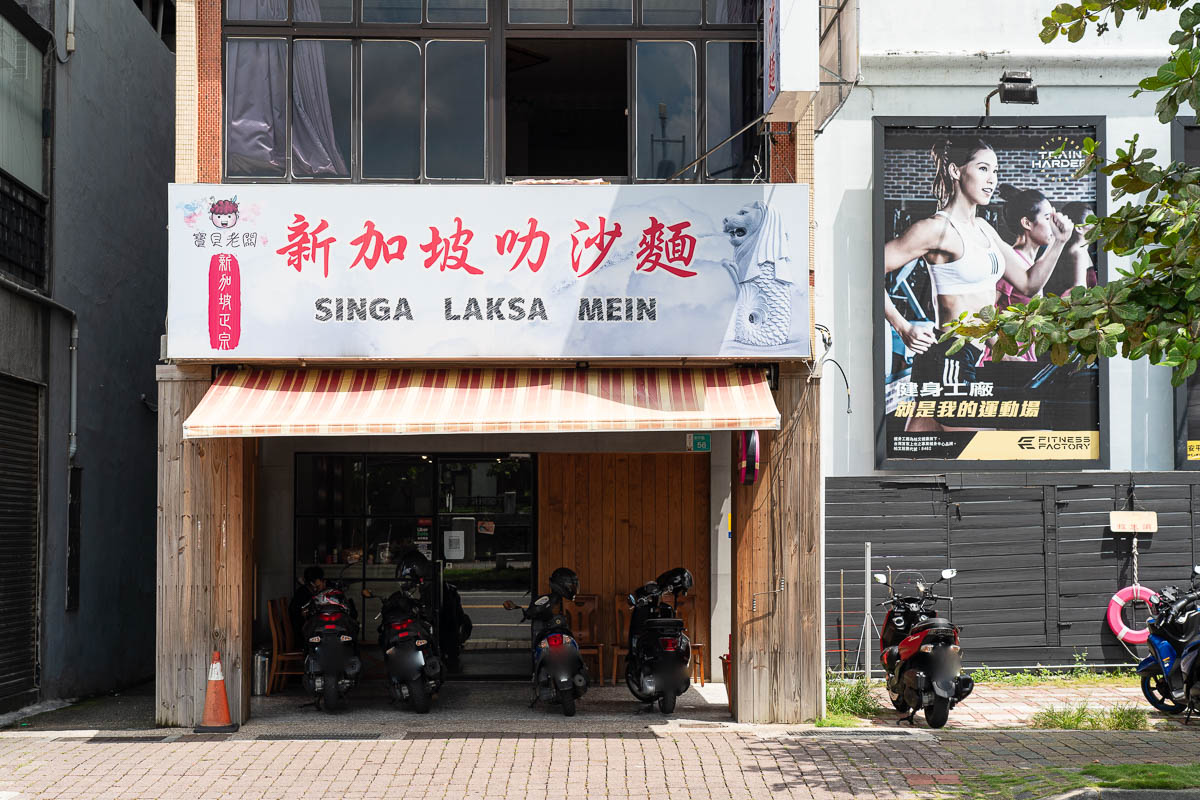 寶貝老闆
新加坡正宗
新加坡叻沙麵
SINGA LAKSA MEIN
56
TRAIN HARDER
健身工廠
就是我的運動場
FITNESS FACTORY